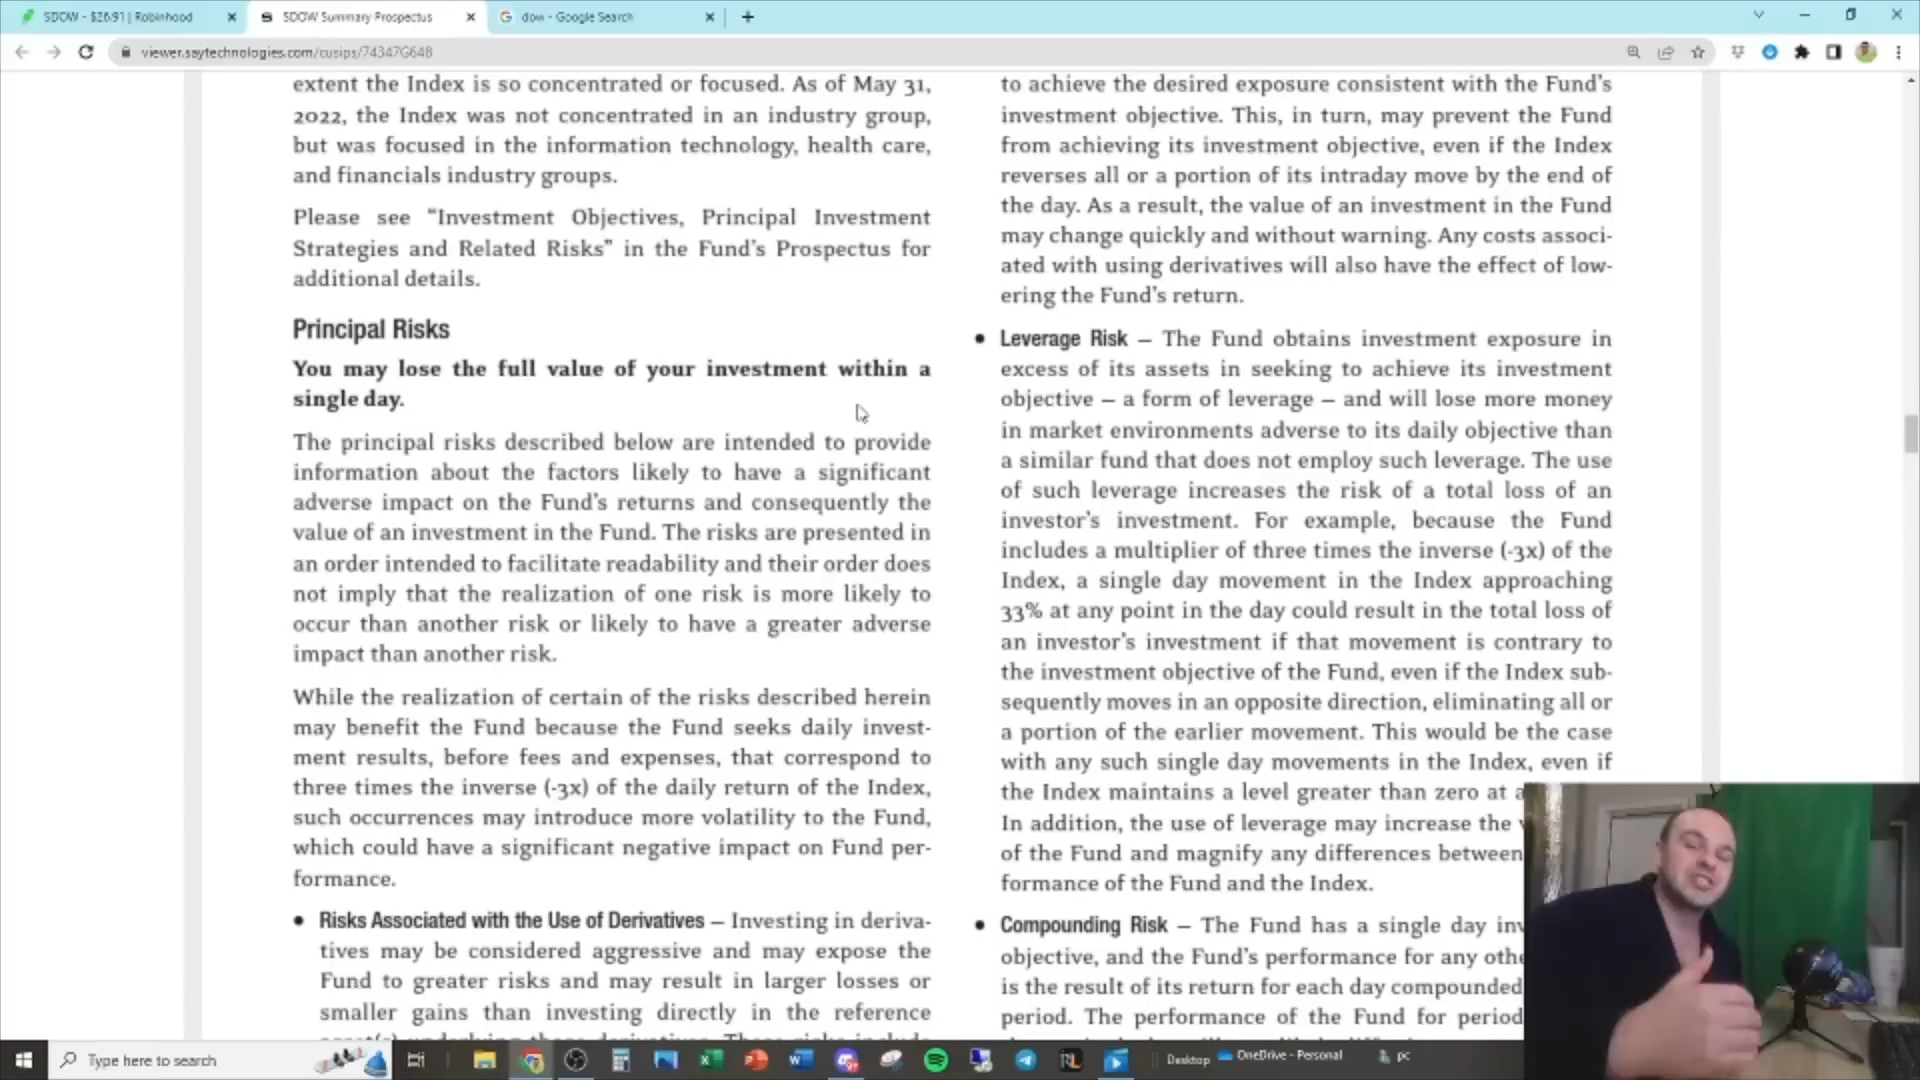 SDOW - $26.91 | Robinhood
SDOW Summary Prospectus
dow - Google Search
viewer.saytechnologies.com/cusips/74347G648
extent the Index is so concentrated or focused. As of May 31,
2022, the Index was not concentrated in an industry group,
but was focused in the information technology, health care,
and financials industry groups.
Please see “Investment Objectives, Principal Investment
Strategies and Related Risks” in the Fund’s Prospectus for
additional details.
Principal Risks
You may lose the full value of your investment within a
single day.
The principal risks described below are intended to provide
information about the factors likely to have a significant
adverse impact on the Fund’s returns and consequently the
value of an investment in the Fund. The risks are presented in
an order intended to facilitate readability and their order does
not imply that the realization of one risk is more likely to
occur than another risk or likely to have a greater adverse
impact than another risk.
While the realization of certain of the risks described herein
may benefit the Fund because the Fund seeks daily invest-
ment results, before fees and expenses, that correspond to
three times the inverse (-3x) of the daily return of the Index,
such occurrences may introduce more volatility to the Fund,
which could have a significant negative impact on Fund per-
formance.
• Risks Associated with the Use of Derivatives — Investing in deriva-
tives may be considered aggressive and may expose the
Fund to greater risks and may result in larger losses or
smaller gains than investing directly in the reference
to achieve the desired exposure consistent with the Fund’s
investment objective. This, in turn, may prevent the Fund
from achieving its investment objective, even if the Index
reverses all or a portion of its intraday move by the end of
the day. As a result, the value of an investment in the Fund
may change quickly and without warning. Any costs associ-
ated with using derivatives will also have the effect of low-
ering the Fund’s return.
• Leverage Risk — The Fund obtains investment exposure in
excess of its assets in seeking to achieve its investment
objective — a form of leverage — and will lose more money
in market environments adverse to its daily objective than
a similar fund that does not employ such leverage. The use
of such leverage increases the risk of a total loss of an
investor’s investment. For example, because the Fund
includes a multiplier of three times the inverse (-3x) of the
Index, a single day movement in the Index approaching
33% at any point in the day could result in the total loss of
an investor’s investment if that movement is contrary to
the investment objective of the Fund, even if the Index sub-
sequently moves in an opposite direction, eliminating all or
a portion of the earlier movement. This would be the case
with any such single day movements in the Index, even if
the Index maintains a level greater than zero at a
In addition, the use of leverage may increase the
of the Fund and magnify any differences between
formance of the Fund and the Index.
• Compounding Risk — The Fund has a single day inv
objective, and the Fund’s performance for any othe
is the result of its return for each day compounded
period. The performance of the Fund for period
Type here to search
Desktop
OneDrive - Personal
pc